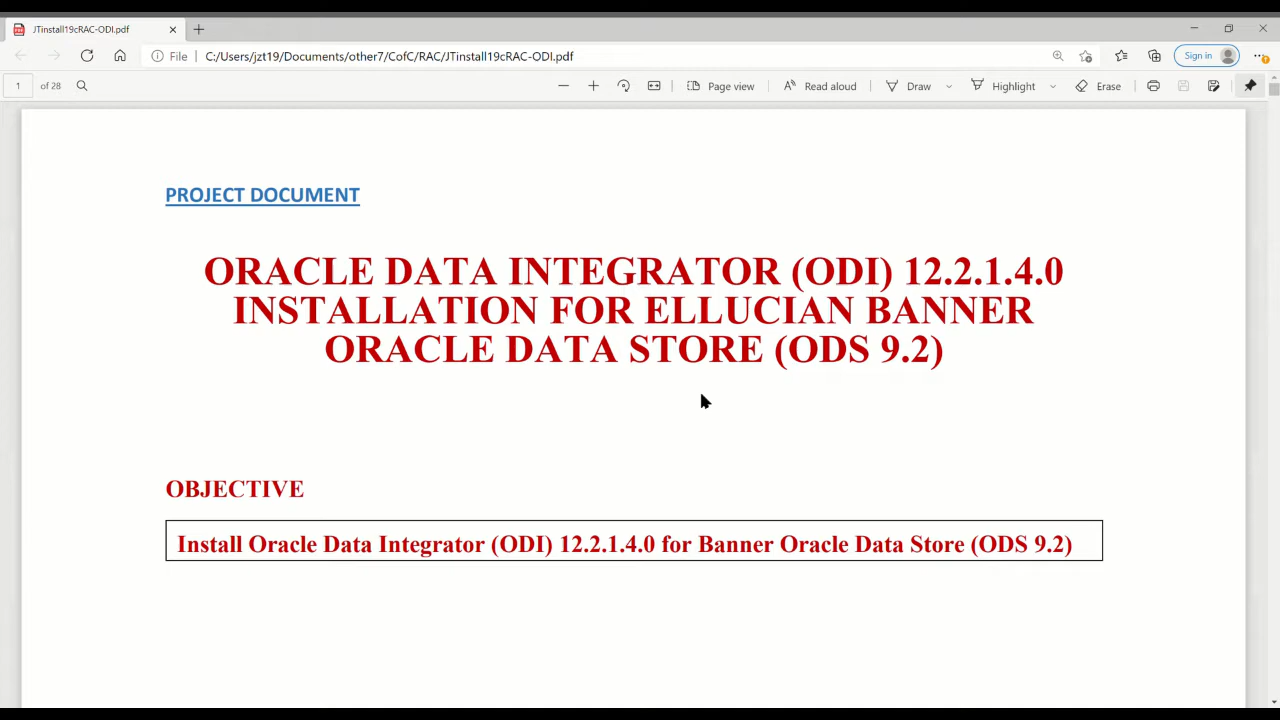 JTinstall19cRAC-ODI.pdf
File C:/Users/jzt19/Documents/other7/CofC/RAC/JTinstall19cRAC-ODI.pdf Sign in
1 of 28 Page view Read aloud Draw Highlight Erase
PROJECT DOCUMENT
ORACLE DATA INTEGRATOR (ODI) 12.2.1.4.0
INSTALLATION FOR ELLUCIAN BANNER
ORACLE DATA STORE (ODS 9.2)
OBJECTIVE
Install Oracle Data Integrator (ODI) 12.2.1.4.0 for Banner Oracle Data Store (ODS 9.2)